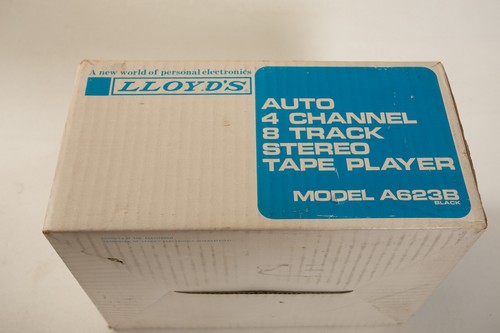 A new world of personal electronics
LLOYD'S
AUTO
4 CHANNEL
8 TRACK
STEREO
TAPE PLAYER
MODEL A623B
BLACK